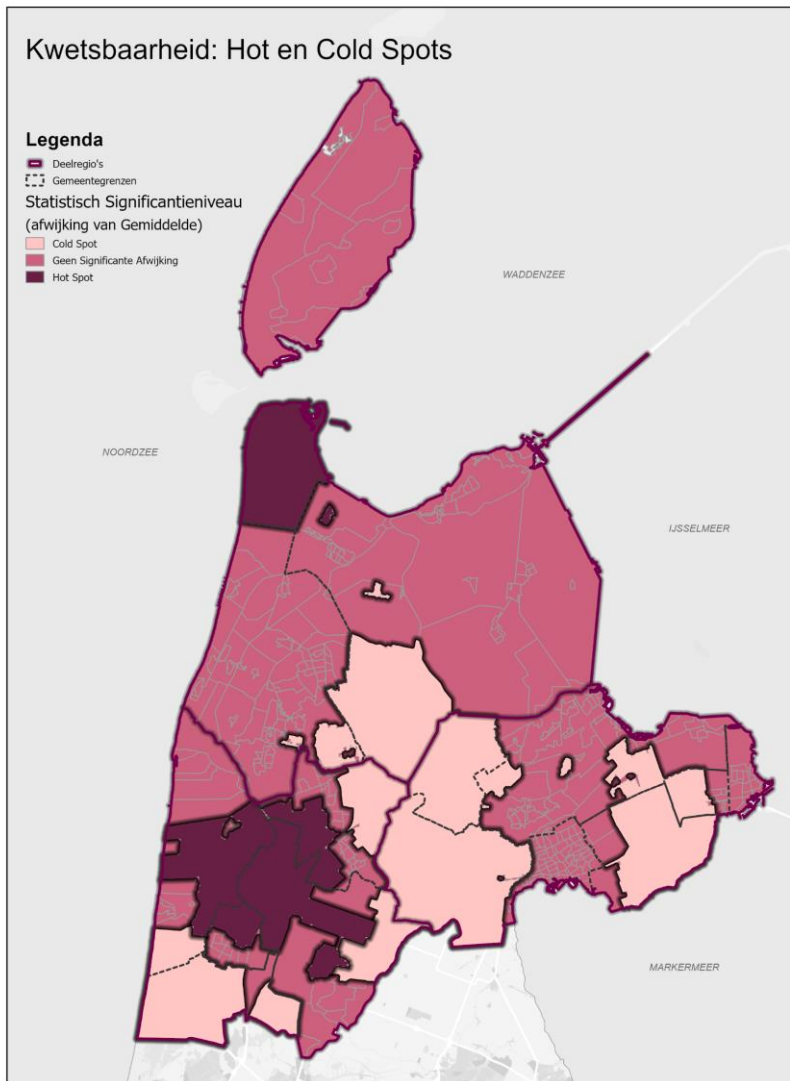 Kwetsbaarheid: Hot en Cold Spots
Legenda
Deelregio's
Gemeentegrenzen
Statistisch Significantieniveau
(afwijking van Gemiddelde)
Cold Spot
Geen Significante Afwijking
Hot Spot
WADDENZEE
NOORDZEE
IJSSELMEER
MARKERMEER